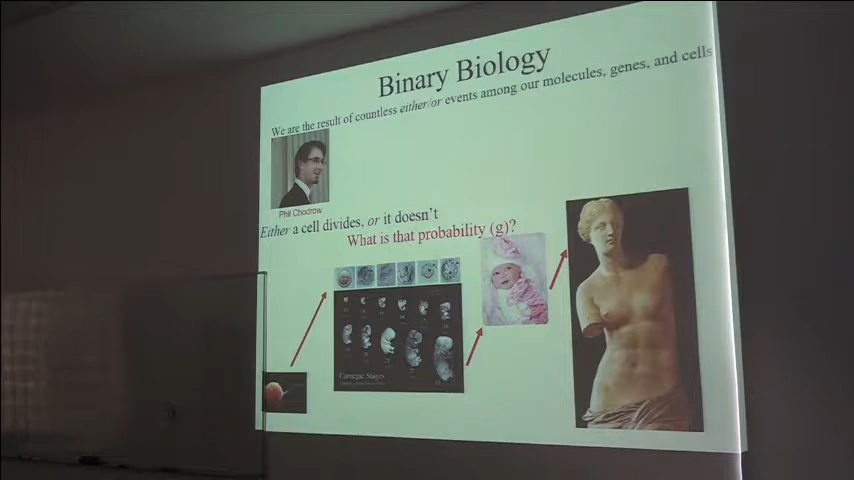 Binary Biology
We are the result of countless either/or events among our molecules, genes, and cells
Phil Chodrow
Either a cell divides, or it doesn't
What is that probability (g)?
Carnegie Stages